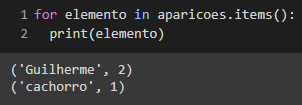 1 for elemento in aparicoes.items():
2   print(elemento)
('Guilherme', 2)
('cachorro', 1)